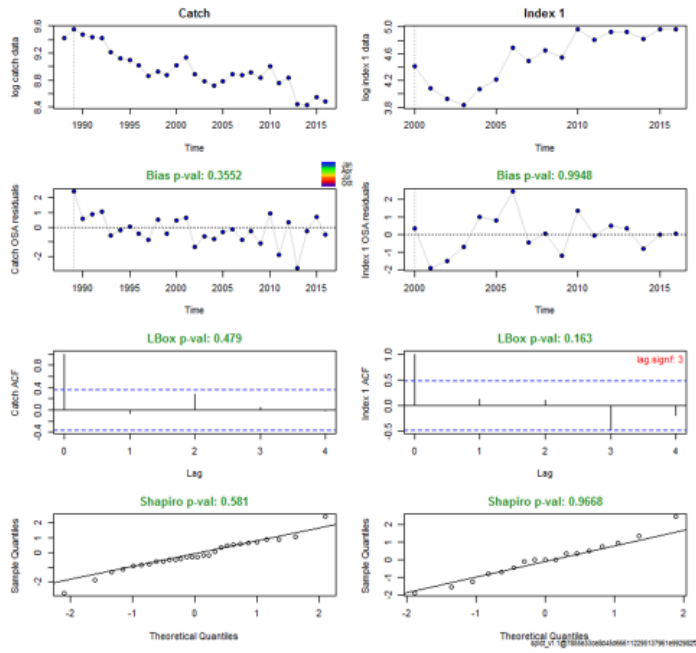 Catch
Index 1
log catch data
9.6
9.2
8.8
8.4
1990
1995
2000
2005
2010
2015
Time
log index 1 data
5.0
4.6
4.2
3.8
2000
2005
2010
2015
Time
Bias p-val: 0.3552
Bias p-val: 0.9948
Catch OSA residuals
2
1
0
-2
1990
1995
2000
2005
2010
2015
Time
Index 1 OSA residuals
2
1
0
-1
-2
2000
2005
2010
2015
Time
LBox p-val: 0.479
LBox p-val: 0.163
Catch ACF
0.8
0.4
0.0
-0.4
0
1
2
3
4
Lag
Index 1 ACF
1.0
0.5
0.0
-0.5
lag.signf: 3
0
1
2
3
4
Lag
Shapiro p-val: 0.581
Shapiro p-val: 0.9668
Sample Quantiles
2
1
0
-2
-2
-1
0
1
2
Theoretical Quantiles
Sample Quantiles
2
1
0
-1
-2
-2
-1
0
1
2
Theoretical Quantiles